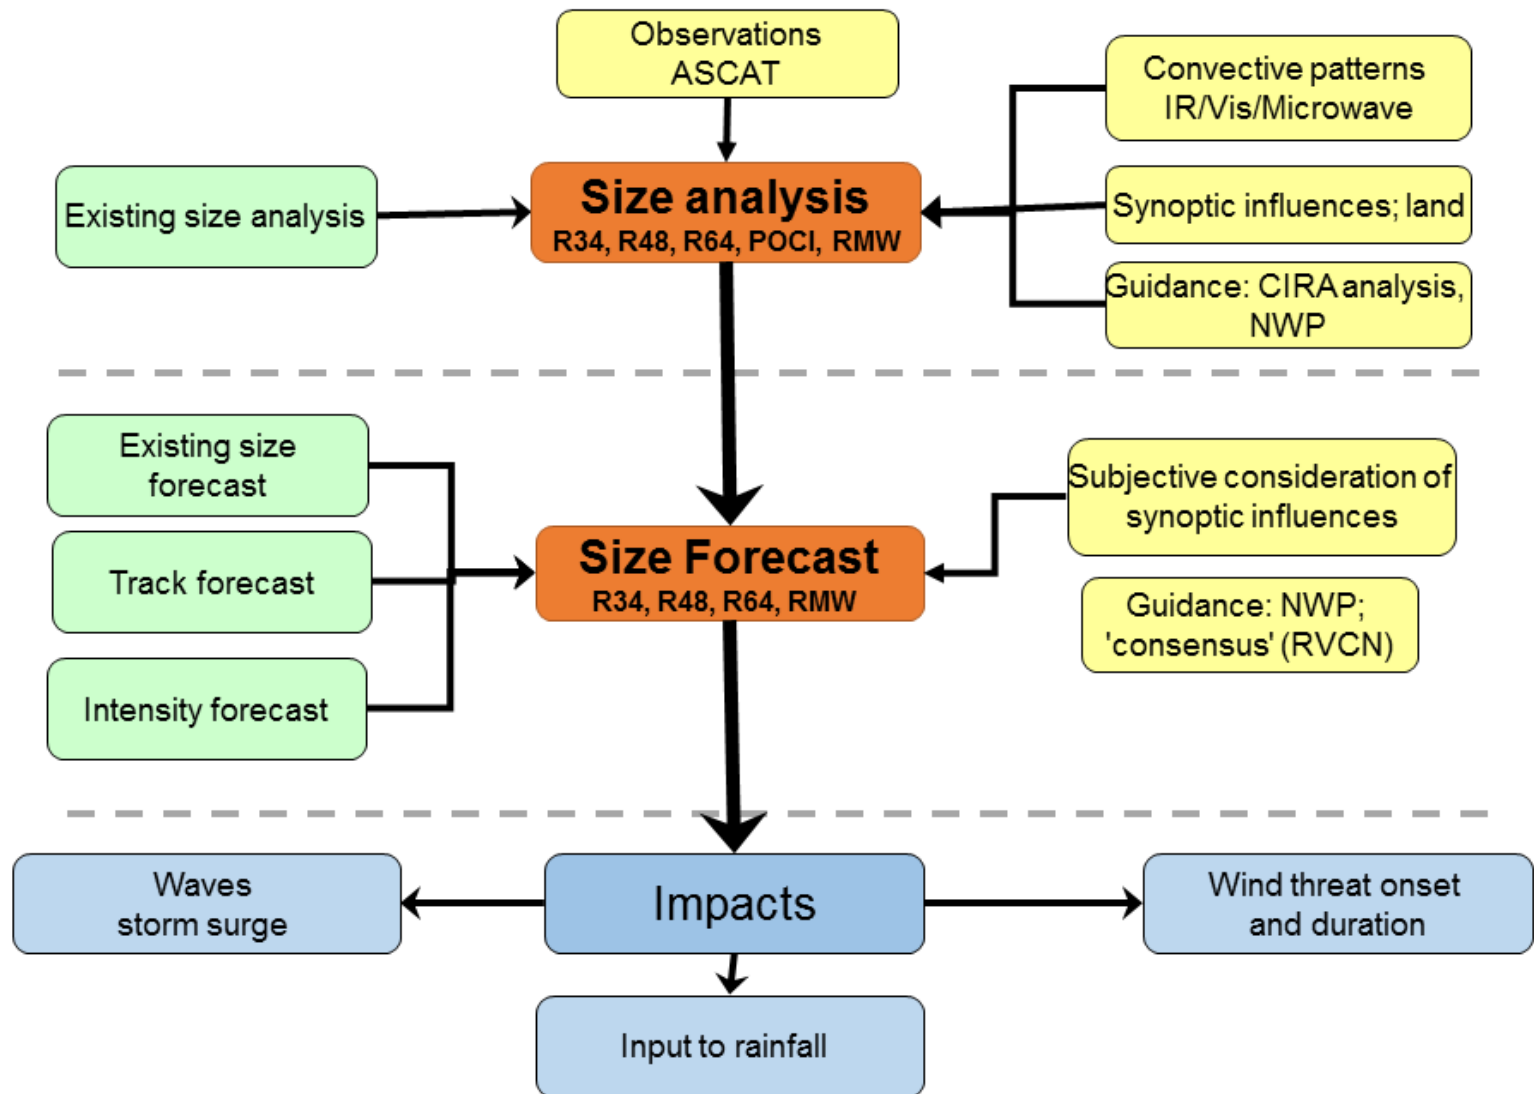 Observations
ASCAT
Convective patterns
IR/Vis/Microwave
Existing size analysis
Size analysis
R34, R48, R64, POCI, RMW
Synoptic influences; land
Guidance: CIRA analysis,
NWP
Existing size
forecast
Track forecast
Intensity forecast
Size Forecast
R34, R48, R64, RMW
Subjective consideration of
synoptic influences
Guidance: NWP;
'consensus' (RVCN)
Waves
storm surge
Impacts
Wind threat onset
and duration
Input to rainfall